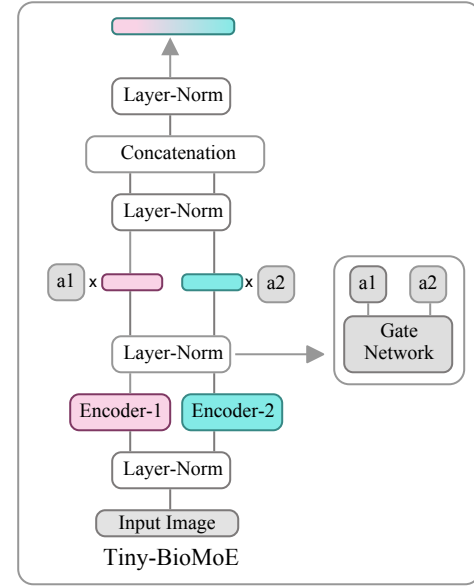 Layer-Norm
Concatenation
Layer-Norm
a1 x
x a2
a1
a2
Gate
Network
Layer-Norm
Encoder-1
Encoder-2
Layer-Norm
Input Image
Tiny-BioMoE